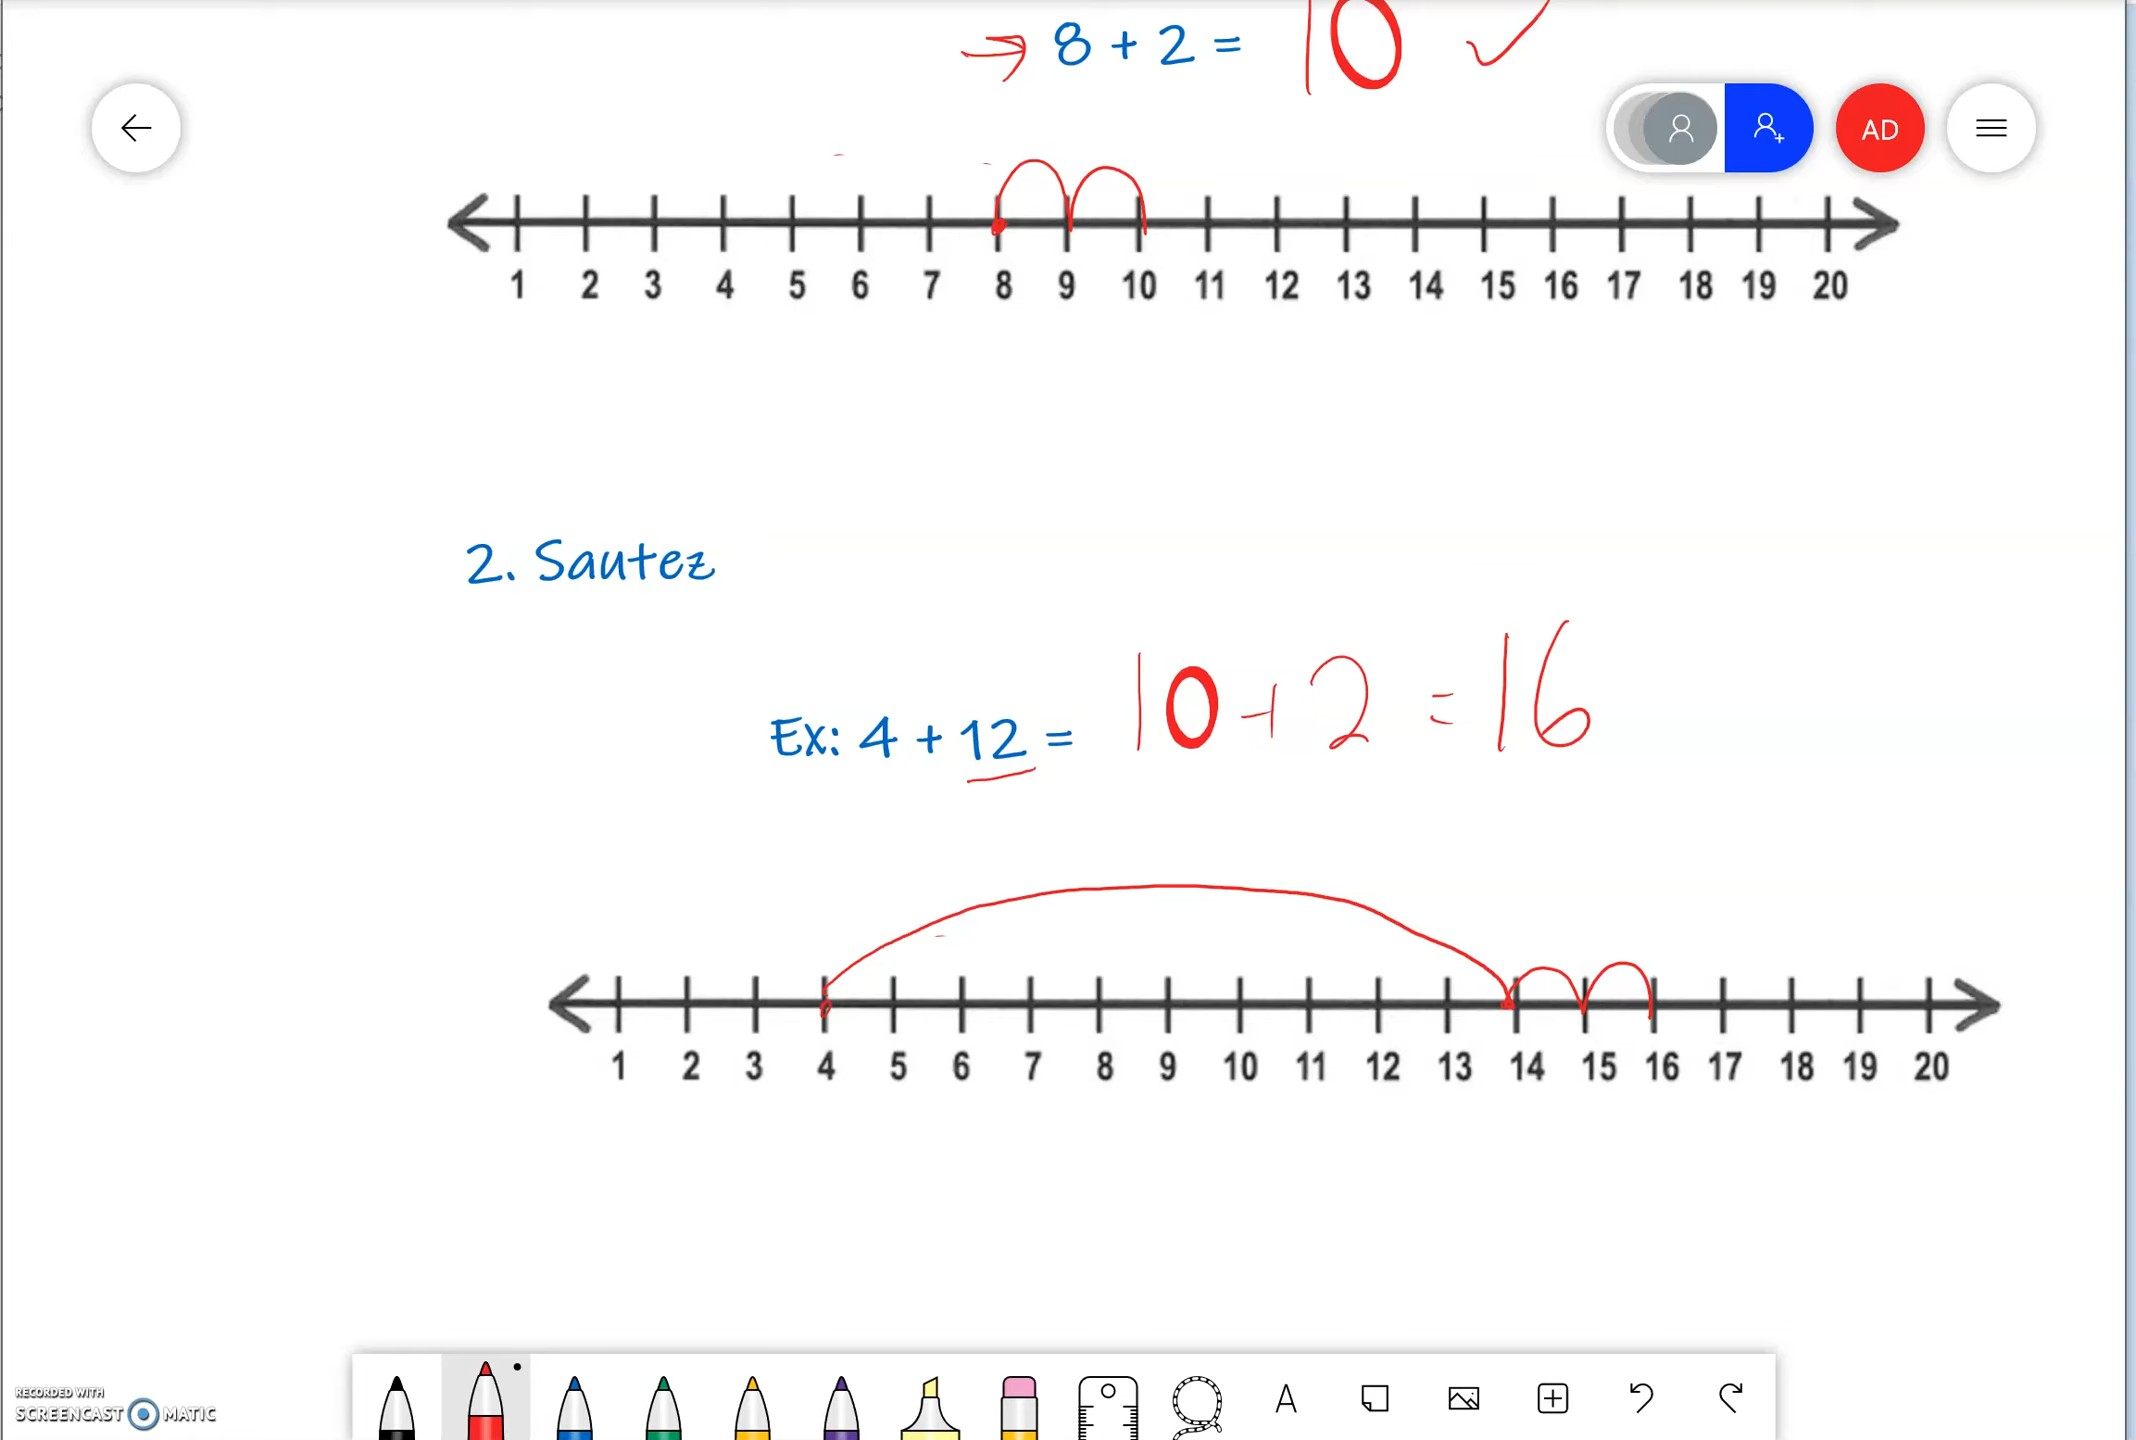 → 8 + 2 = 10 ✓
AD
1 2 3 4 5 6 7 8 9 10 11 12 13 14 15 16 17 18 19 20
2. Sautez
Ex: 4 + 12 = 10 + 2 = 16
1 2 3 4 5 6 7 8 9 10 11 12 13 14 15 16 17 18 19 20
RECORDED WITH
SCREENCAST MATIC
A